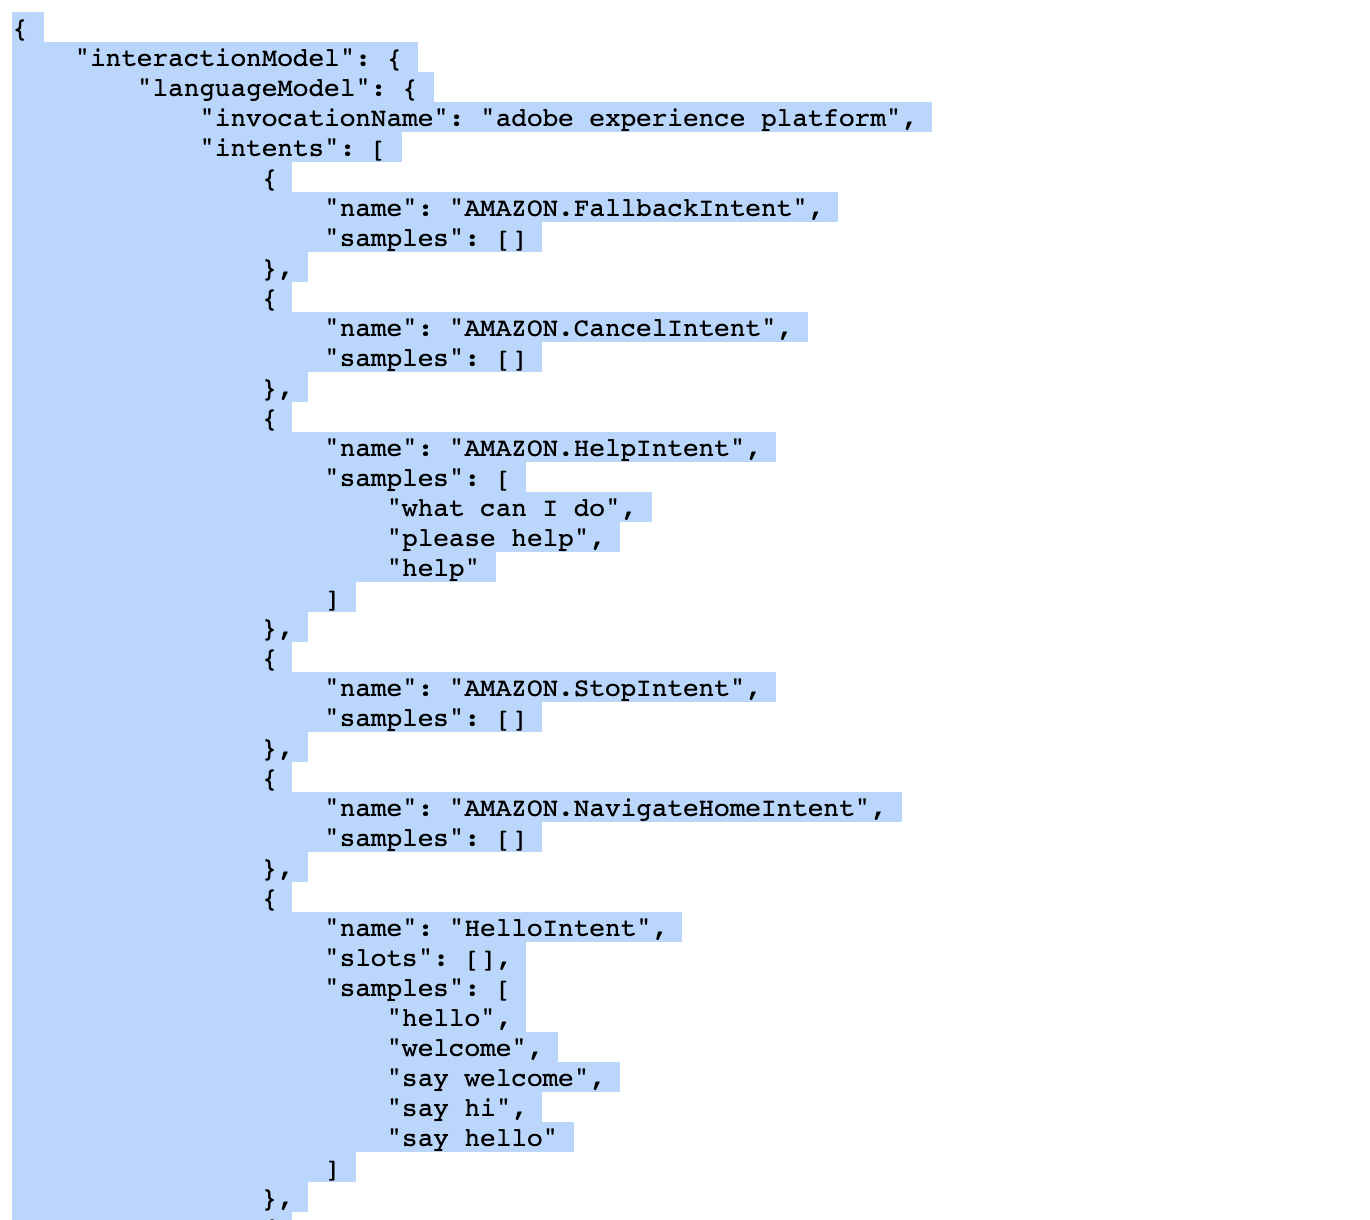 {
    "interactionModel": {
        "languageModel": {
            "invocationName": "adobe experience platform",
            "intents": [
                {
                    "name": "AMAZON.FallbackIntent",
                    "samples": []
                },
                {
                    "name": "AMAZON.CancelIntent",
                    "samples": []
                },
                {
                    "name": "AMAZON.HelpIntent",
                    "samples": [
                        "what can I do",
                        "please help",
                        "help"
                    ]
                },
                {
                    "name": "AMAZON.StopIntent",
                    "samples": []
                },
                {
                    "name": "AMAZON.NavigateHomeIntent",
                    "samples": []
                },
                {
                    "name": "HelloIntent",
                    "slots": [],
                    "samples": [
                        "hello",
                        "welcome",
                        "say welcome",
                        "say hi",
                        "say hello"
                    ]
                },